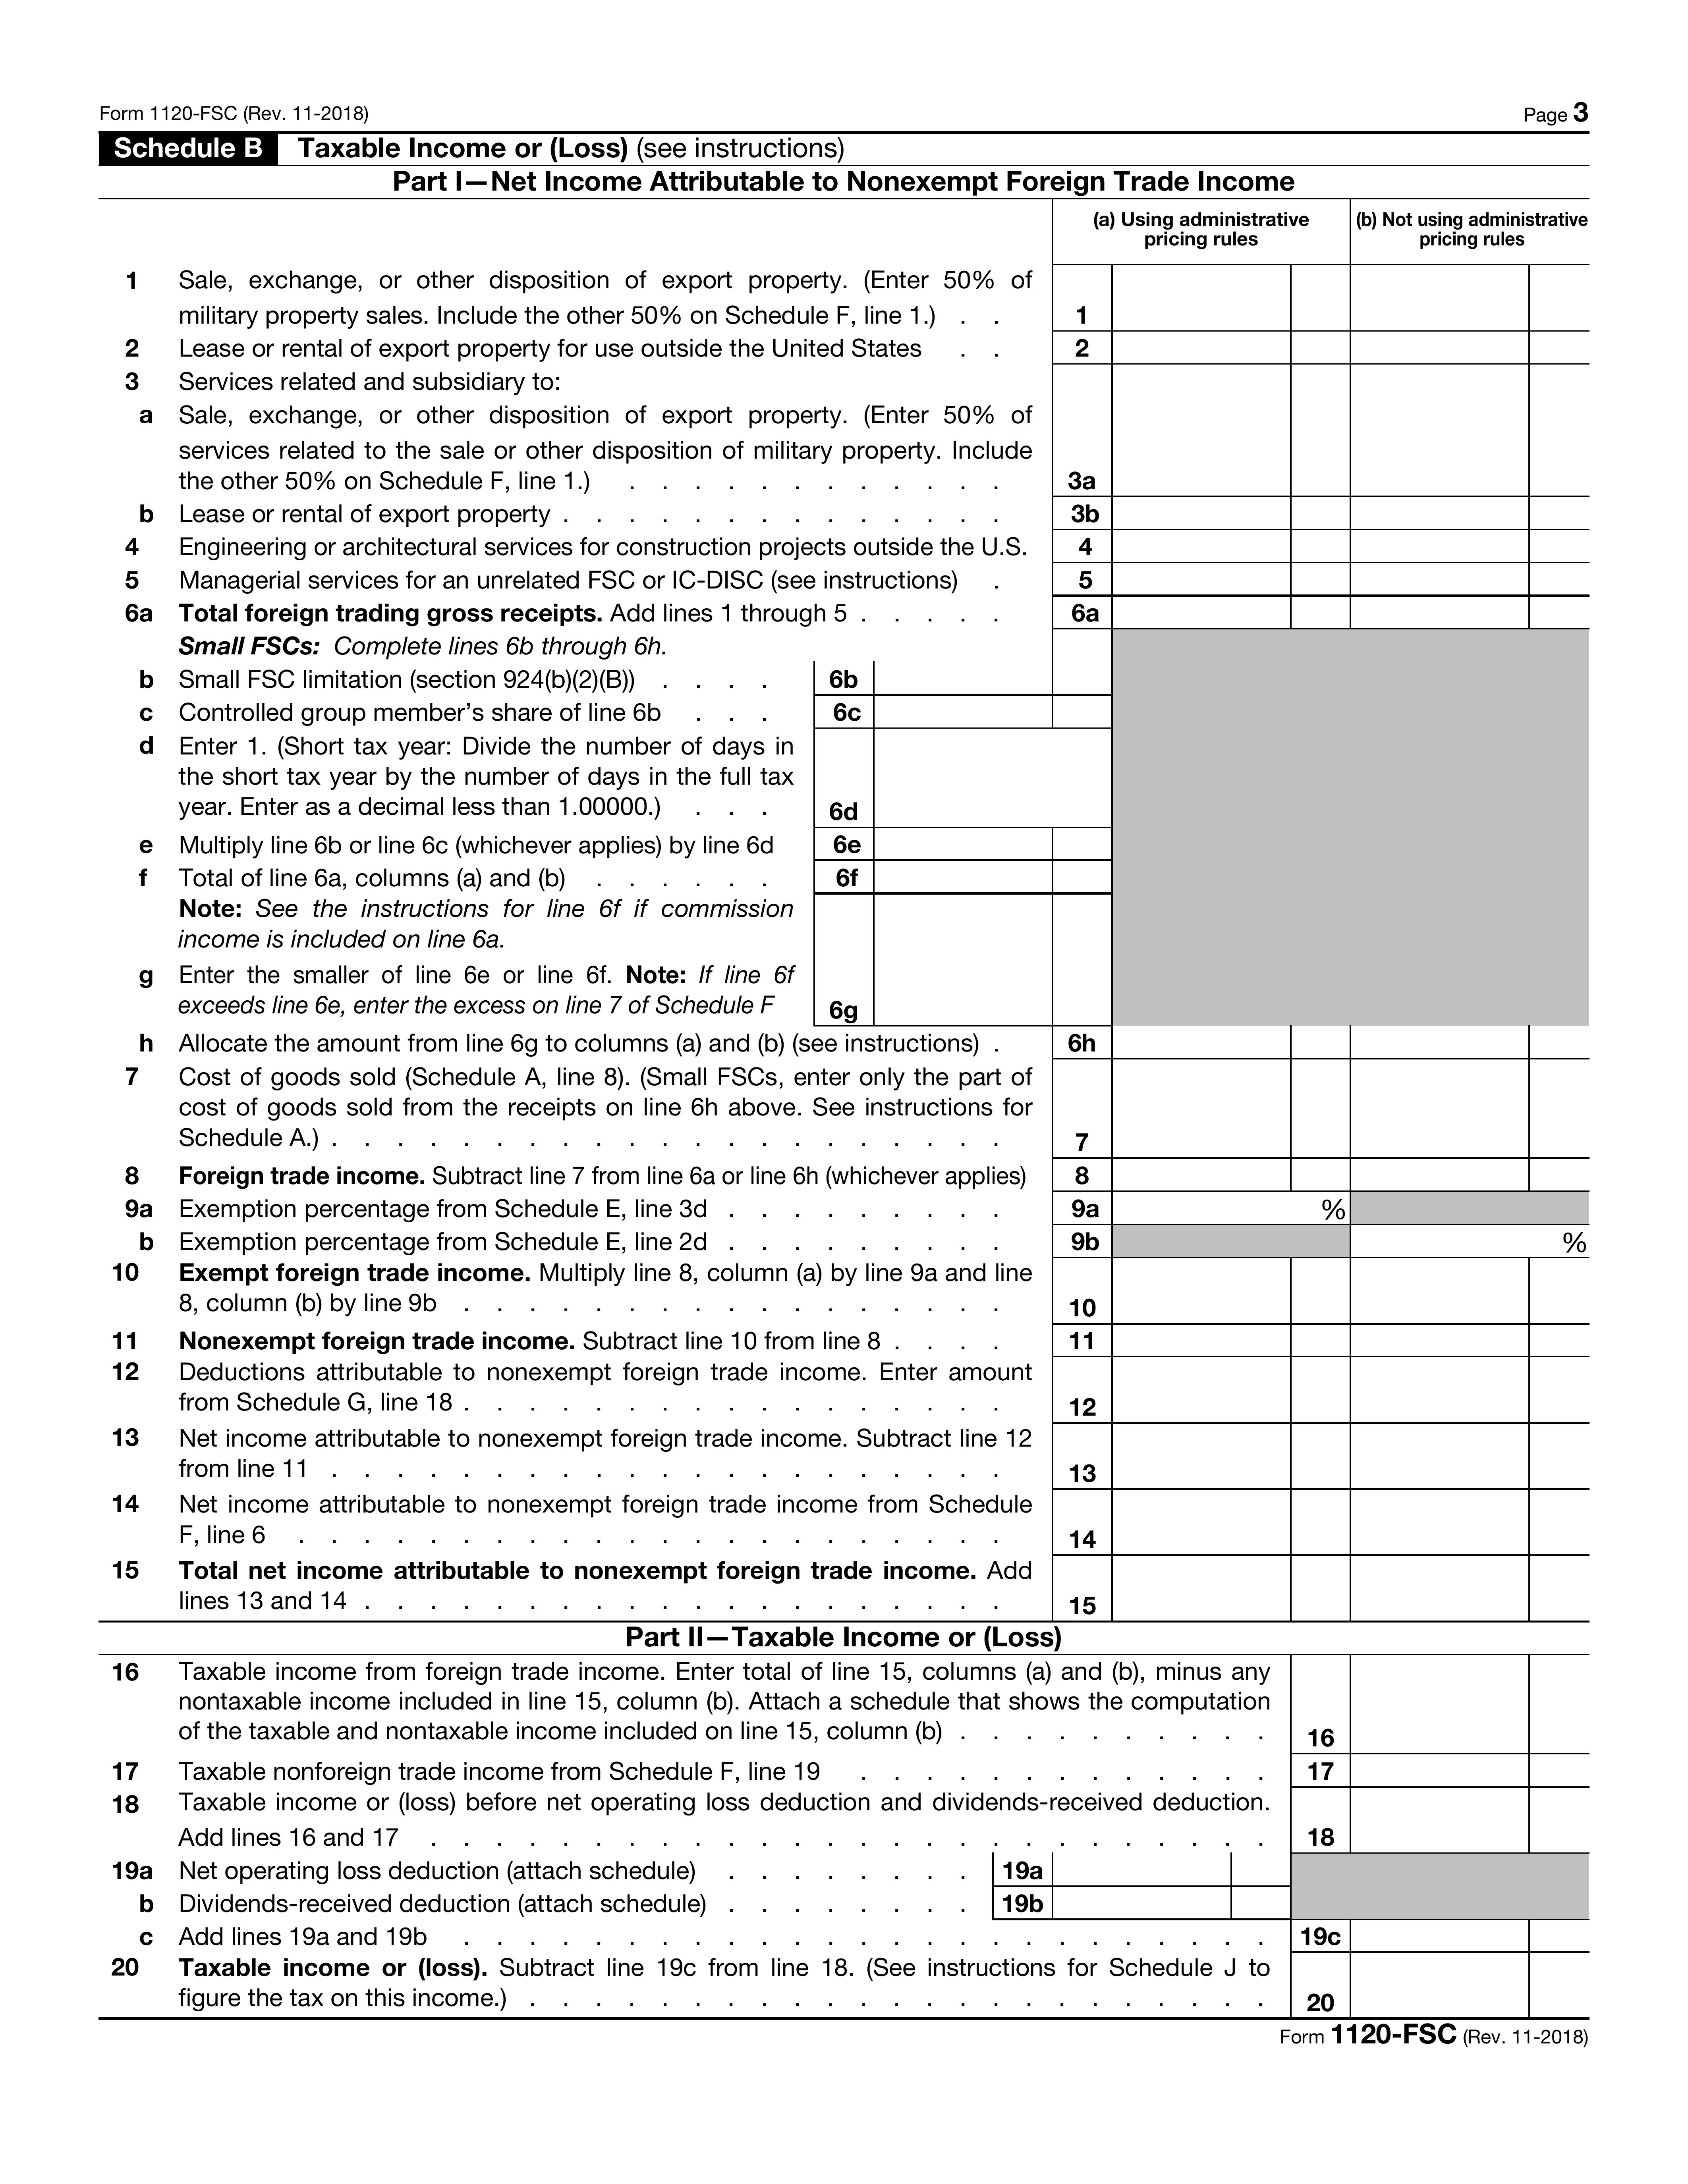 Form 1120-FSC (Rev. 11-2018) Page 3
Schedule B Taxable Income or (Loss) (see instructions)
Part I—Net Income Attributable to Nonexempt Foreign Trade Income
(a) Using administrative pricing rules
(b) Not using administrative pricing rules
1 Sale, exchange, or other disposition of export property. (Enter 50% of
military property sales. Include the other 50% on Schedule F, line 1.) . . 1
2 Lease or rental of export property for use outside the United States . . 2
3 Services related and subsidiary to:
a Sale, exchange, or other disposition of export property. (Enter 50% of
services related to the sale or other disposition of military property. Include
the other 50% on Schedule F, line 1.) . . . . . . . . . . . . 3a
b Lease or rental of export property . . . . . . . . . . . . . . 3b
4 Engineering or architectural services for construction projects outside the U.S. 4
5 Managerial services for an unrelated FSC or IC-DISC (see instructions) . 5
6a Total foreign trading gross receipts. Add lines 1 through 5 . . . . . 6a
Small FSCs: Complete lines 6b through 6h.
b Small FSC limitation (section 924(b)(2)(B)) . . . . 6b
c Controlled group member’s share of line 6b . . . 6c
d Enter 1. (Short tax year: Divide the number of days in
the short tax year by the number of days in the full tax
year. Enter as a decimal less than 1.00000.) . . . 6d
e Multiply line 6b or line 6c (whichever applies) by line 6d 6e
f Total of line 6a, columns (a) and (b) . . . . . . 6f
Note: See the instructions for line 6f if commission
income is included on line 6a.
g Enter the smaller of line 6e or line 6f. Note: If line 6f
exceeds line 6e, enter the excess on line 7 of Schedule F 6g
h Allocate the amount from line 6g to columns (a) and (b) (see instructions) . 6h
7 Cost of goods sold (Schedule A, line 8). (Small FSCs, enter only the part of
cost of goods sold from the receipts on line 6h above. See instructions for
Schedule A.) . . . . . . . . . . . . . . . . . . . . . 7
8 Foreign trade income. Subtract line 7 from line 6a or line 6h (whichever applies) 8
9a Exemption percentage from Schedule E, line 3d . . . . . . . . . 9a %
b Exemption percentage from Schedule E, line 2d . . . . . . . . . 9b %
10 Exempt foreign trade income. Multiply line 8, column (a) by line 9a and line
8, column (b) by line 9b . . . . . . . . . . . . . . . . . 10
11 Nonexempt foreign trade income. Subtract line 10 from line 8 . . . . 11
12 Deductions attributable to nonexempt foreign trade income. Enter amount
from Schedule G, line 18 . . . . . . . . . . . . . . . . . 12
13 Net income attributable to nonexempt foreign trade income. Subtract line 12
from line 11 . . . . . . . . . . . . . . . . . . . . . 13
14 Net income attributable to nonexempt foreign trade income from Schedule
F, line 6 . . . . . . . . . . . . . . . . . . . . . . 14
15 Total net income attributable to nonexempt foreign trade income. Add
lines 13 and 14 . . . . . . . . . . . . . . . . . . . . 15
Part II—Taxable Income or (Loss)
16 Taxable income from foreign trade income. Enter total of line 15, columns (a) and (b), minus any
nontaxable income included in line 15, column (b). Attach a schedule that shows the computation
of the taxable and nontaxable income included on line 15, column (b) . . . . . . . . . . 16
17 Taxable nonforeign trade income from Schedule F, line 19 . . . . . . . . . . . . . 17
18 Taxable income or (loss) before net operating loss deduction and dividends-received deduction.
Add lines 16 and 17 . . . . . . . . . . . . . . . . . . . . . . . . . . 18
19a Net operating loss deduction (attach schedule) . . . . . . . . 19a
b Dividends-received deduction (attach schedule) . . . . . . . . 19b
c Add lines 19a and 19b . . . . . . . . . . . . . . . . . . . . . . . . . 19c
20 Taxable income or (loss). Subtract line 19c from line 18. (See instructions for Schedule J to
figure the tax on this income.) . . . . . . . . . . . . . . . . . . . . . . . 20
Form 1120-FSC (Rev. 11-2018)